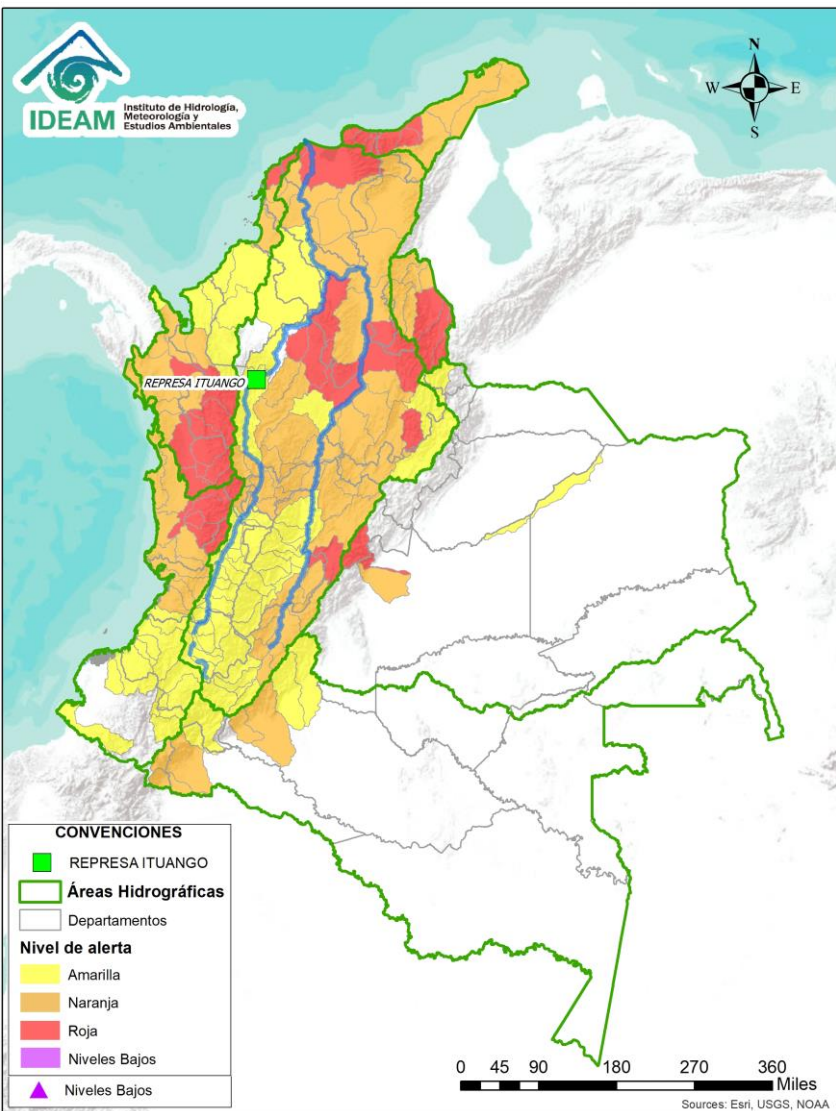 IDEAM
Instituto de Hidrología,
Meteorología y
Estudios Ambientales
N
W
E
S
REPRESA ITUANGO
CONVENCIONES
REPRESA ITUANGO
Áreas Hidrográficas
Departamentos
Nivel de alerta
Amarilla
Naranja
Roja
Niveles Bajos
Niveles Bajos
0 45 90 180 270 360
Miles
Sources: Esri, USGS, NOAA